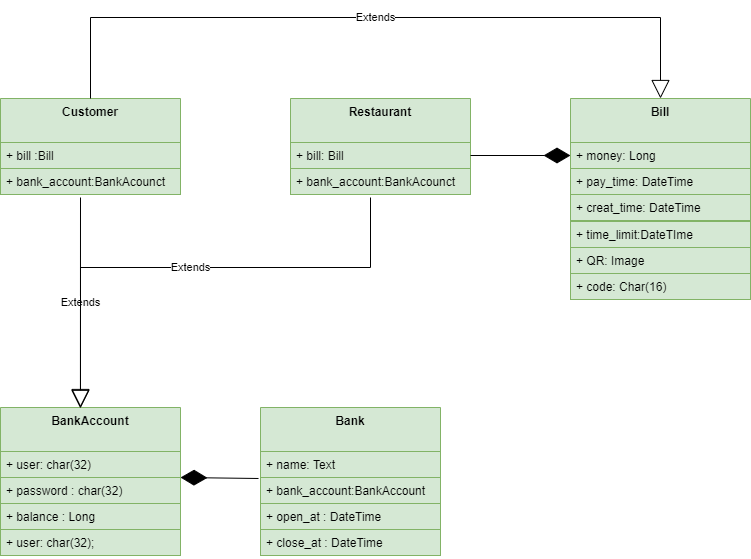 Extends
Customer
+ bill :Bill
+ bank_account:BankAcounct
Restaurant
+ bill: Bill
+ bank_account:BankAcounct
Bill
+ money: Long
+ pay_time: DateTime
+ creat_time: DateTime
+ time_limit:DateTIme
+ QR: Image
+ code: Char(16)
Extends
Extends
BankAccount
+ user: char(32)
+ password : char(32)
+ balance : Long
+ user: char(32);
Bank
+ name: Text
+ bank_account:BankAccount
+ open_at : DateTime
+ close_at : DateTime